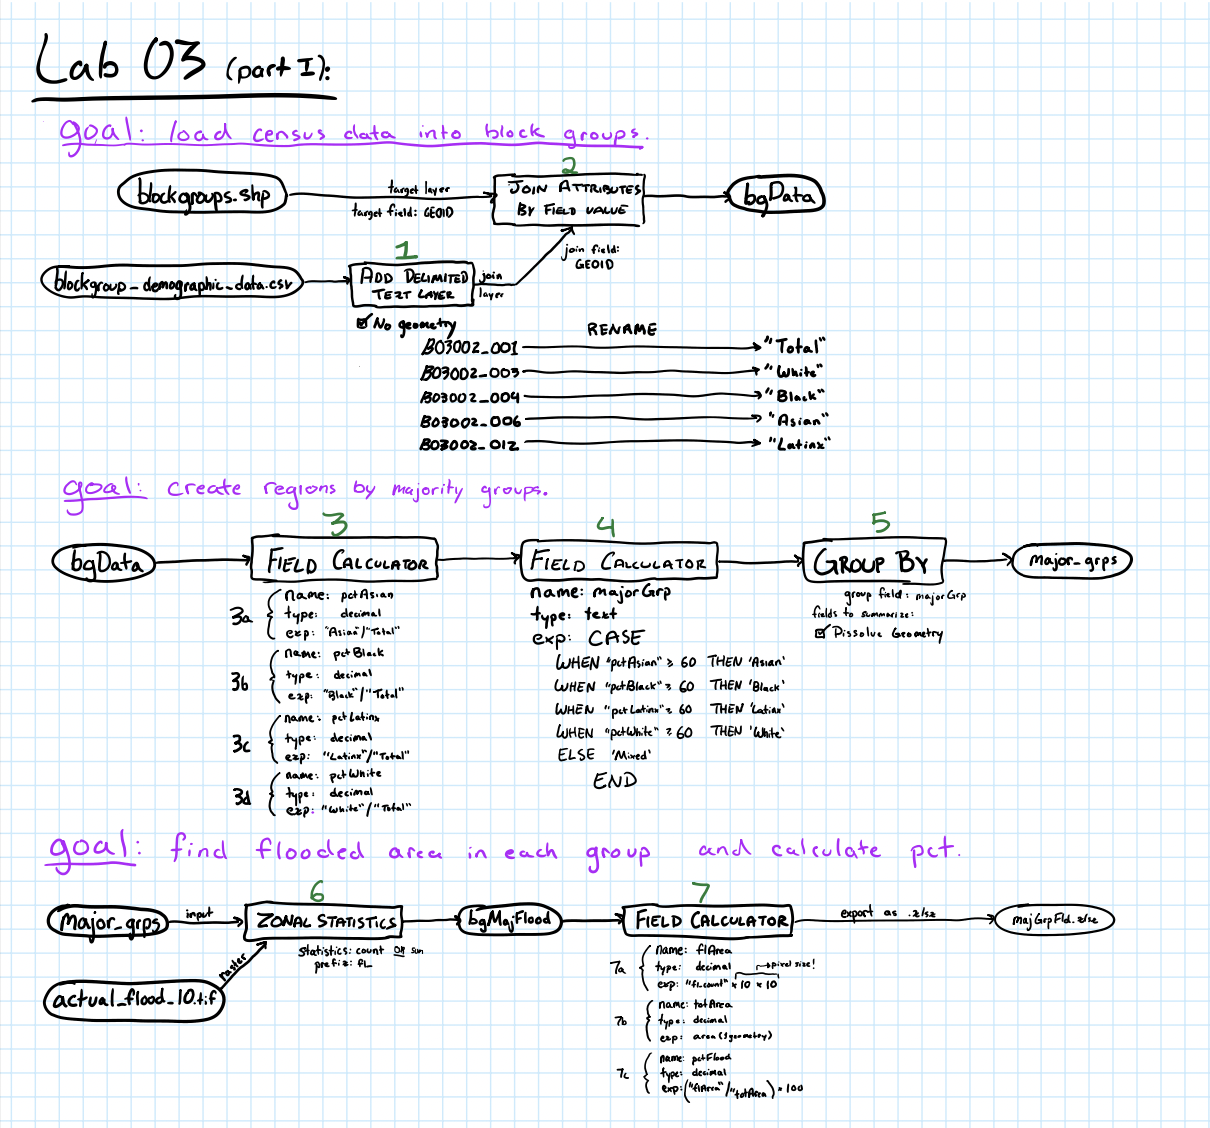 Lab 03 (part I):
goal: load census data into block groups.
2
blockgroups.shp
target layer
target field: GEOID
JOIN ATTRIBUTES
BY FIELD VALUE
bgData
join field:
GEOID
1
blockgroup_demographic_data.csv
ADD DELIMITED
TEXT LAYER
join
layer
No geometry
RENAME
B03002_001 "Total"
B03002_003 "White"
B03002_004 "Black"
B03002_006 "Asian"
B03002_012 "Latinx"
goal: create regions by majority groups.
3 4 5
bgData FIELD CALCULATOR FIELD CALCULATOR GROUP BY major_grps
3a
name: pctAsian
type: decimal
exp: "Asian"/"Total"
3b
name: pctBlack
type: decimal
exp: "Black"/"Total"
3c
name: pctLatinx
type: decimal
exp: "Latinx"/"Total"
3d
name: pctWhite
type: decimal
exp: "White"/"Total"
name: majorGrp
type: text
exp: CASE
WHEN "pctAsian" ≥ 60 THEN 'Asian'
WHEN "pctBlack" ≥ 60 THEN 'Black'
WHEN "pctLatinx" ≥ 60 THEN 'Latinx'
WHEN "pctWhite" ≥ 60 THEN 'White'
ELSE 'Mixed'
END
group field: majorGrp
fields to summarize:
Dissolve Geometry
goal: find flooded area in each group and calculate pct.
6 7
major_grps input ZONAL STATISTICS bgMajFlood FIELD CALCULATOR export as .xlsx majGrpFld.xlsx
statistics: count OR sum
prefix: fL
raster
actual_flood_10.tif
7a
name: flArea
type: decimal → pixel size!
exp: "fl_count" * 10 * 10
7b
name: totArea
type: decimal
exp: area($geometry)
7c
name: pctFlood
type: decimal
exp: ("flArea"/"totArea) * 100